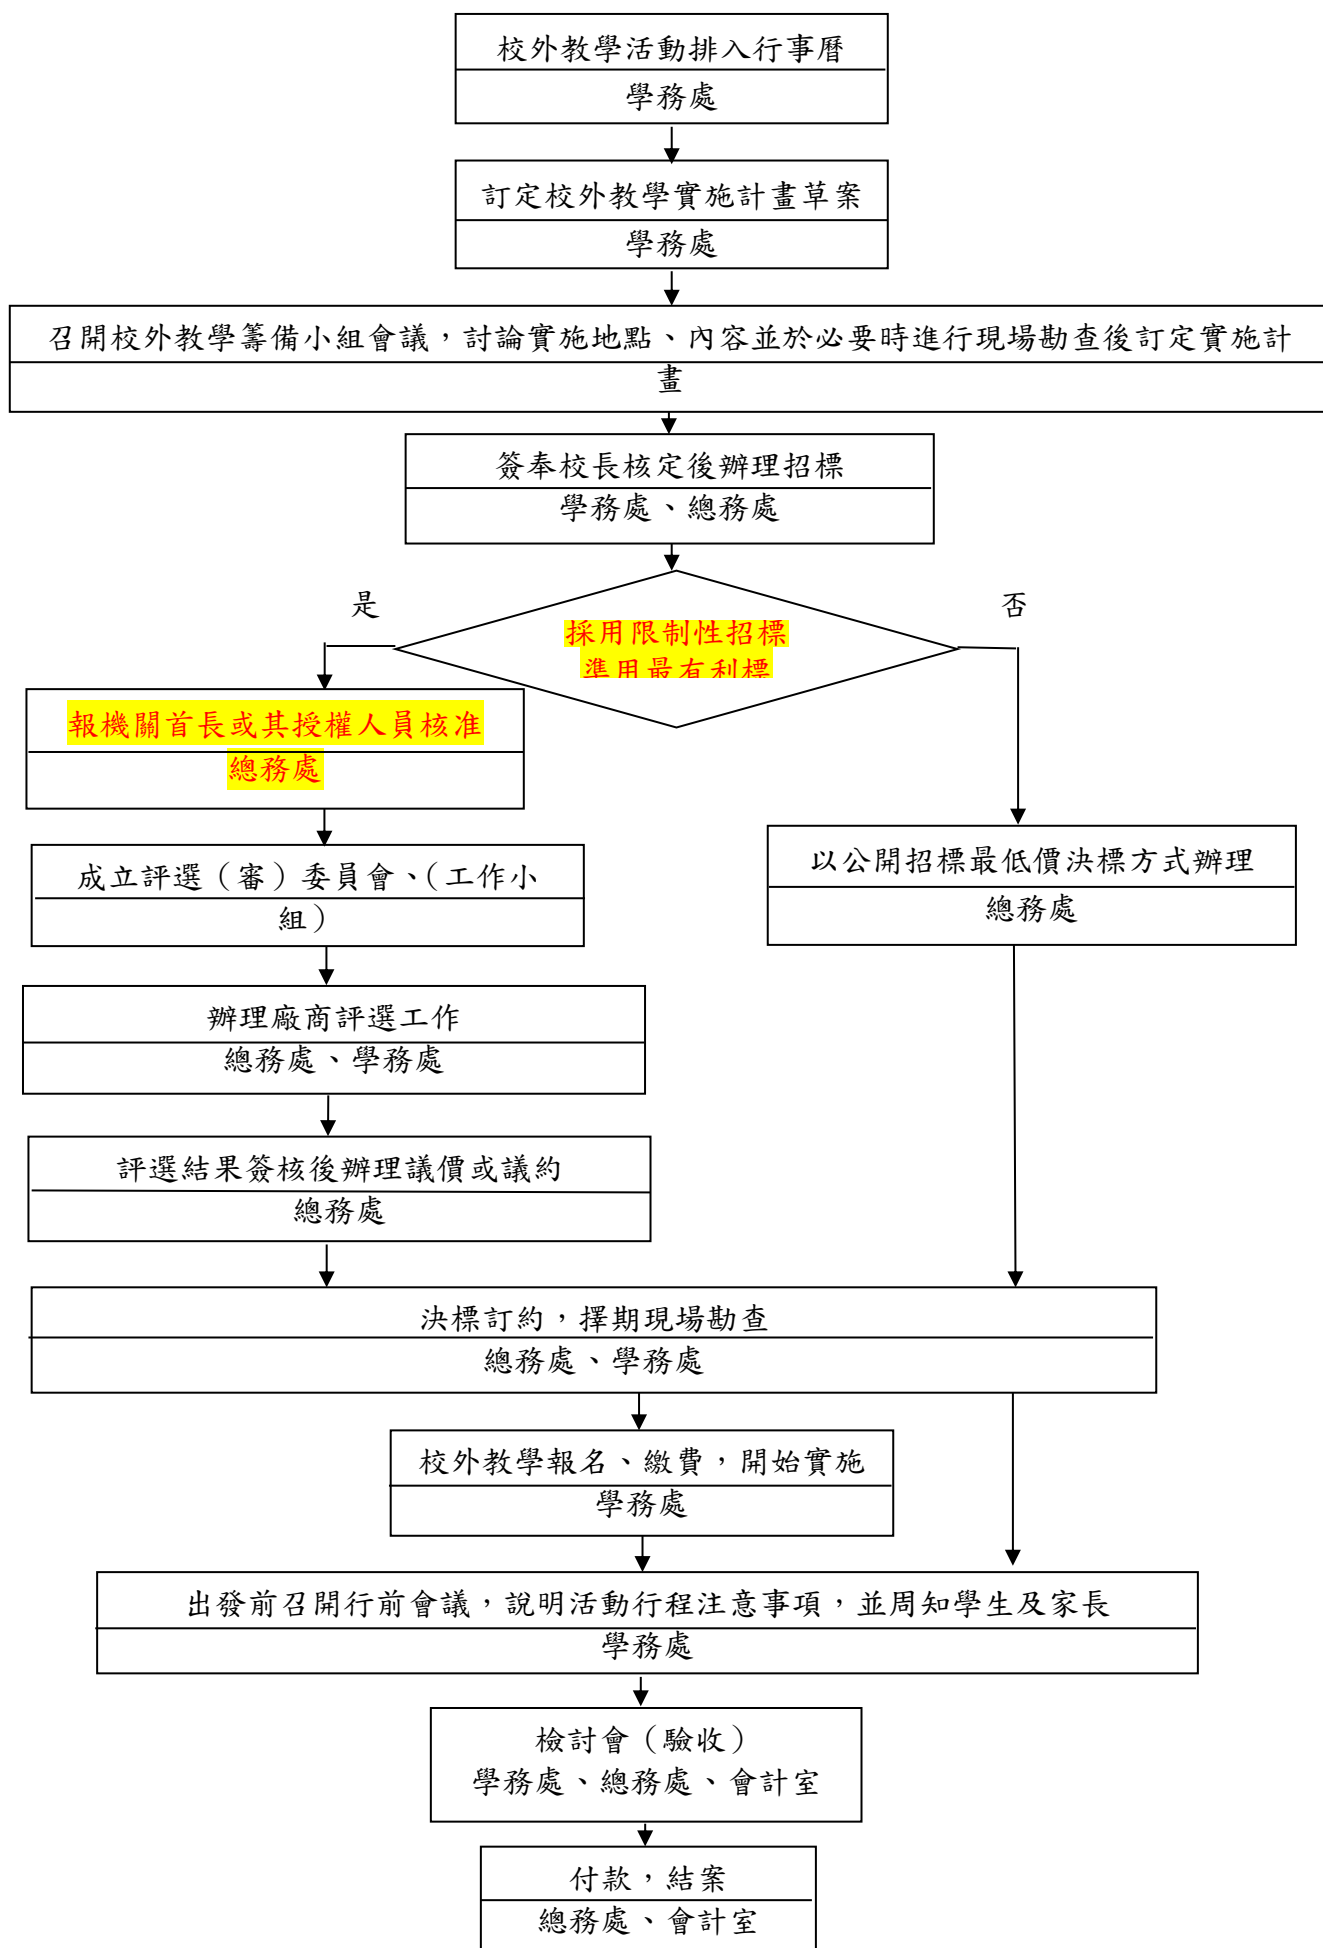 校外教學活動排入行事曆
學務處
訂定校外教學實施計畫草案
學務處
召開校外教學籌備小組會議，討論實施地點、內容並於必要時進行現場勘查後訂定實施計
畫
簽奉校長核定後辦理招標
學務處、總務處
是
否
採用限制性招標
準用最有利標
報機關首長或其授權人員核准
總務處
成立評選（審）委員會、（工作小
組）
以公開招標最低價決標方式辦理
總務處
辦理廠商評選工作
總務處、學務處
評選結果簽核後辦理議價或議約
總務處
決標訂約，擇期現場勘查
總務處、學務處
校外教學報名、繳費，開始實施
學務處
出發前召開行前會議，說明活動行程注意事項，並周知學生及家長
學務處
檢討會（驗收）
學務處、總務處、會計室
付款，結案
總務處、會計室